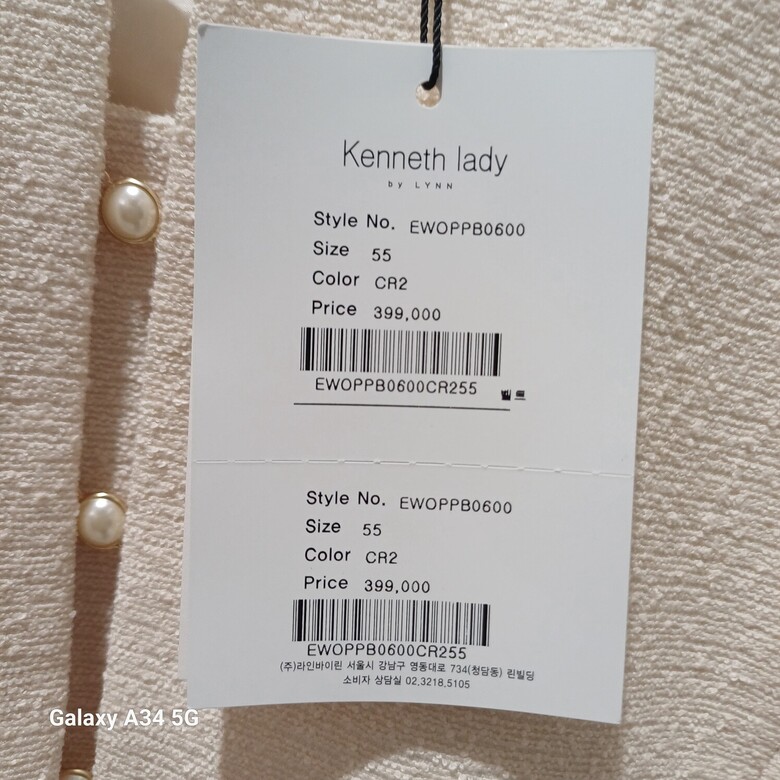 Kenneth lady
by LYNN
Style No. EWOPPB0600
Size 55
Color CR2
Price 399,000
EWOPPB0600CR255
벨트
Style No. EWOPPB0600
Size 55
Color CR2
Price 399,000
EWOPPB0600CR255
(주)라인바이린 서울시 강남구 영동대로 734(청담동) 린빌딩
소비자 상담실 02.3218.5105
Galaxy A34 5G